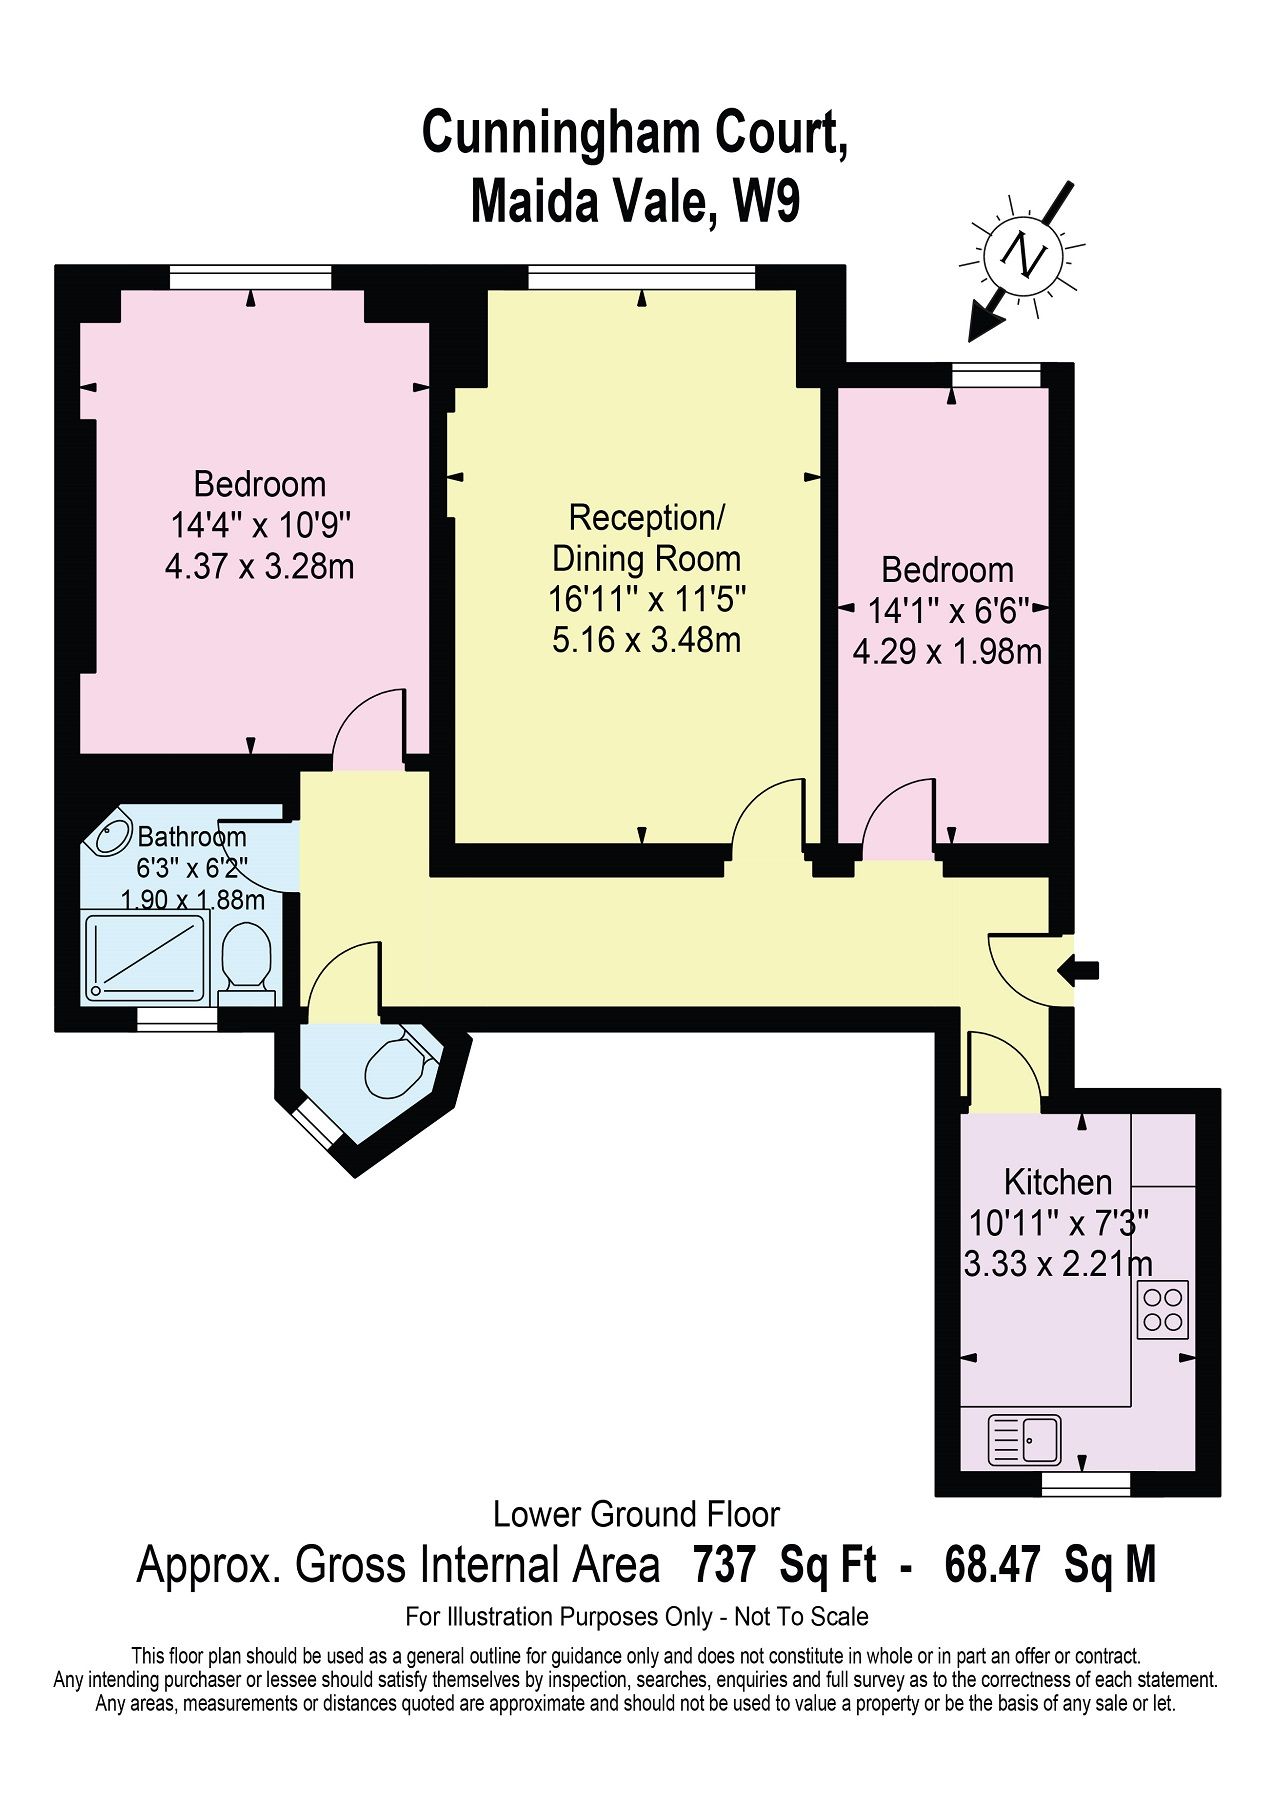 Cunningham Court,
Maida Vale, W9
N
Bedroom
14'4" x 10'9"
4.37 x 3.28m
Reception/
Dining Room
16'11" x 11'5"
5.16 x 3.48m
Bedroom
14'1" x 6'6"
4.29 x 1.98m
Bathroom
6'3" x 6'2"
1.90 x 1.88m
Kitchen
10'11" x 7'3"
3.33 x 2.21m
Lower Ground Floor
Approx. Gross Internal Area 737 Sq Ft - 68.47 Sq M
For Illustration Purposes Only - Not To Scale
This floor plan should be used as a general outline for guidance only and does not constitute in whole or in part an offer or contract.
Any intending purchaser or lessee should satisfy themselves by inspection, searches, enquiries and full survey as to the correctness of each statement.
Any areas, measurements or distances quoted are approximate and should not be used to value a property or be the basis of any sale or let.